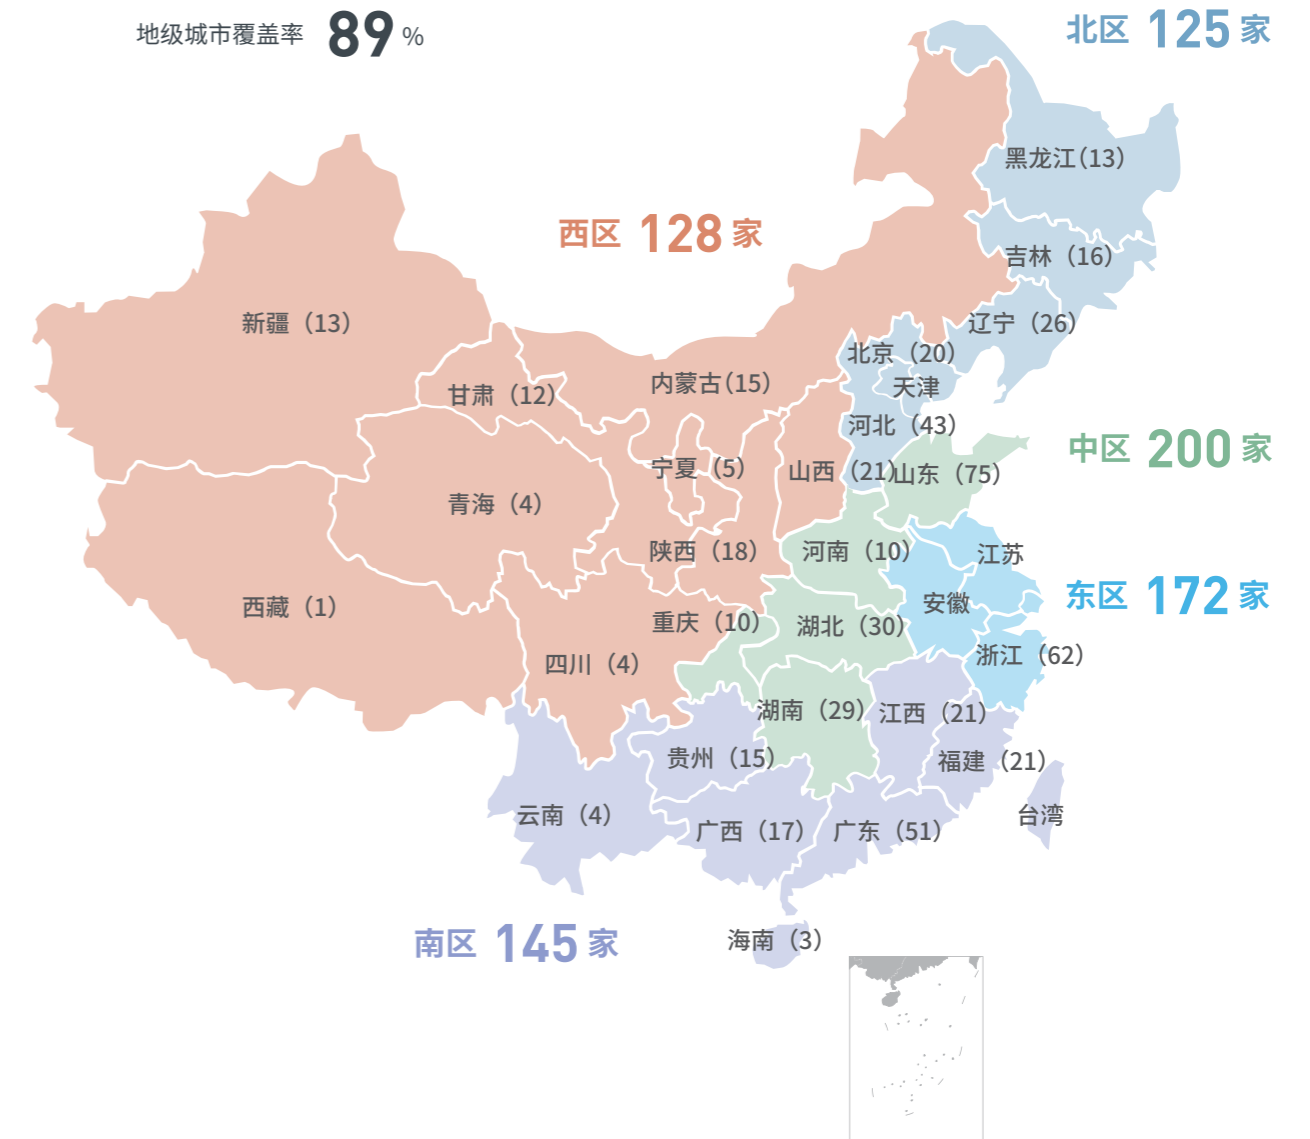 地级城市覆盖率 89 %
北区 125 家
黑龙江(13)
西区 128 家
吉林（16）
新疆（13）
辽宁（26）
北京（20）
内蒙古(15)
天津
甘肃（12）
河北（43）
中区 200 家
宁夏（5）
山西（21）
山东（75）
青海（4）
陕西（18）
河南（10）
江苏
西藏（1）
安徽
东区 172 家
重庆（10）
湖北（30）
四川（4）
浙江（62）
湖南（29）
江西（21）
贵州（15）
福建（21）
云南（4）
广西（17）
广东（51）
台湾
南区 145 家
海南（3）